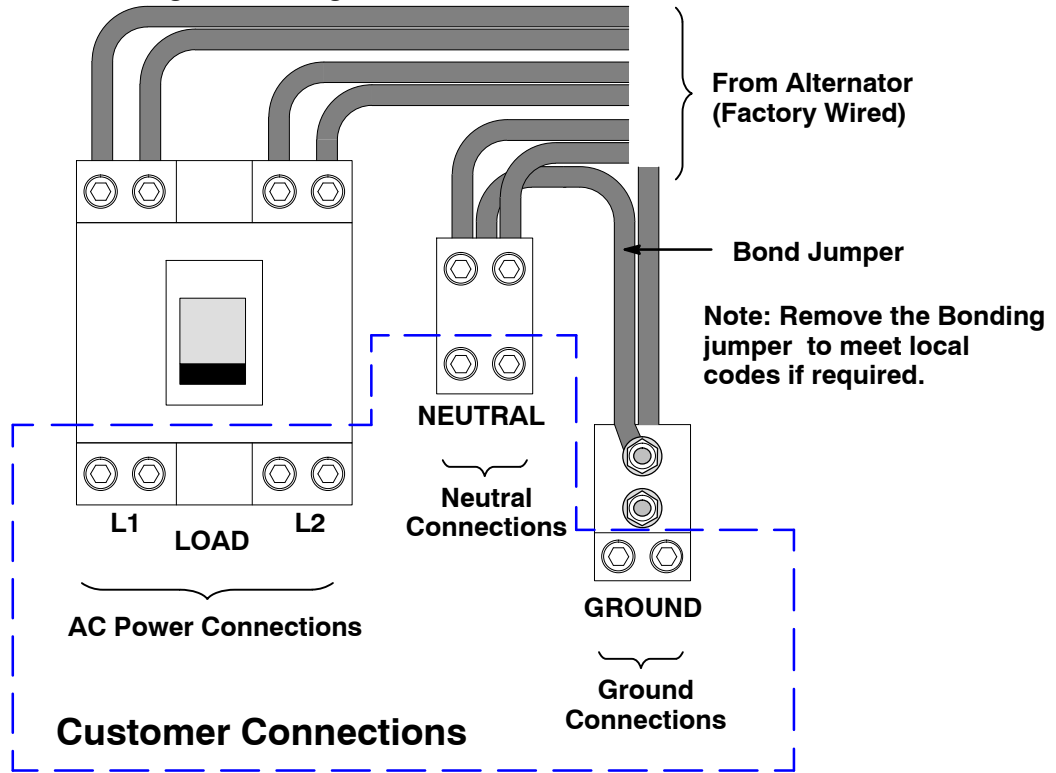 From Alternator
(Factory Wired)
Bond Jumper
Note: Remove the Bonding
jumper to meet local
codes if required.
NEUTRAL
Neutral
Connections
L1
L2
LOAD
AC Power Connections
GROUND
Ground
Connections
Customer Connections